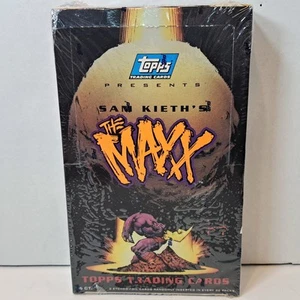 Topps
TRADING CARDS
PRESENTS
SAM KIETH'S
THE
MAXX
TOPPS TRADING CARDS